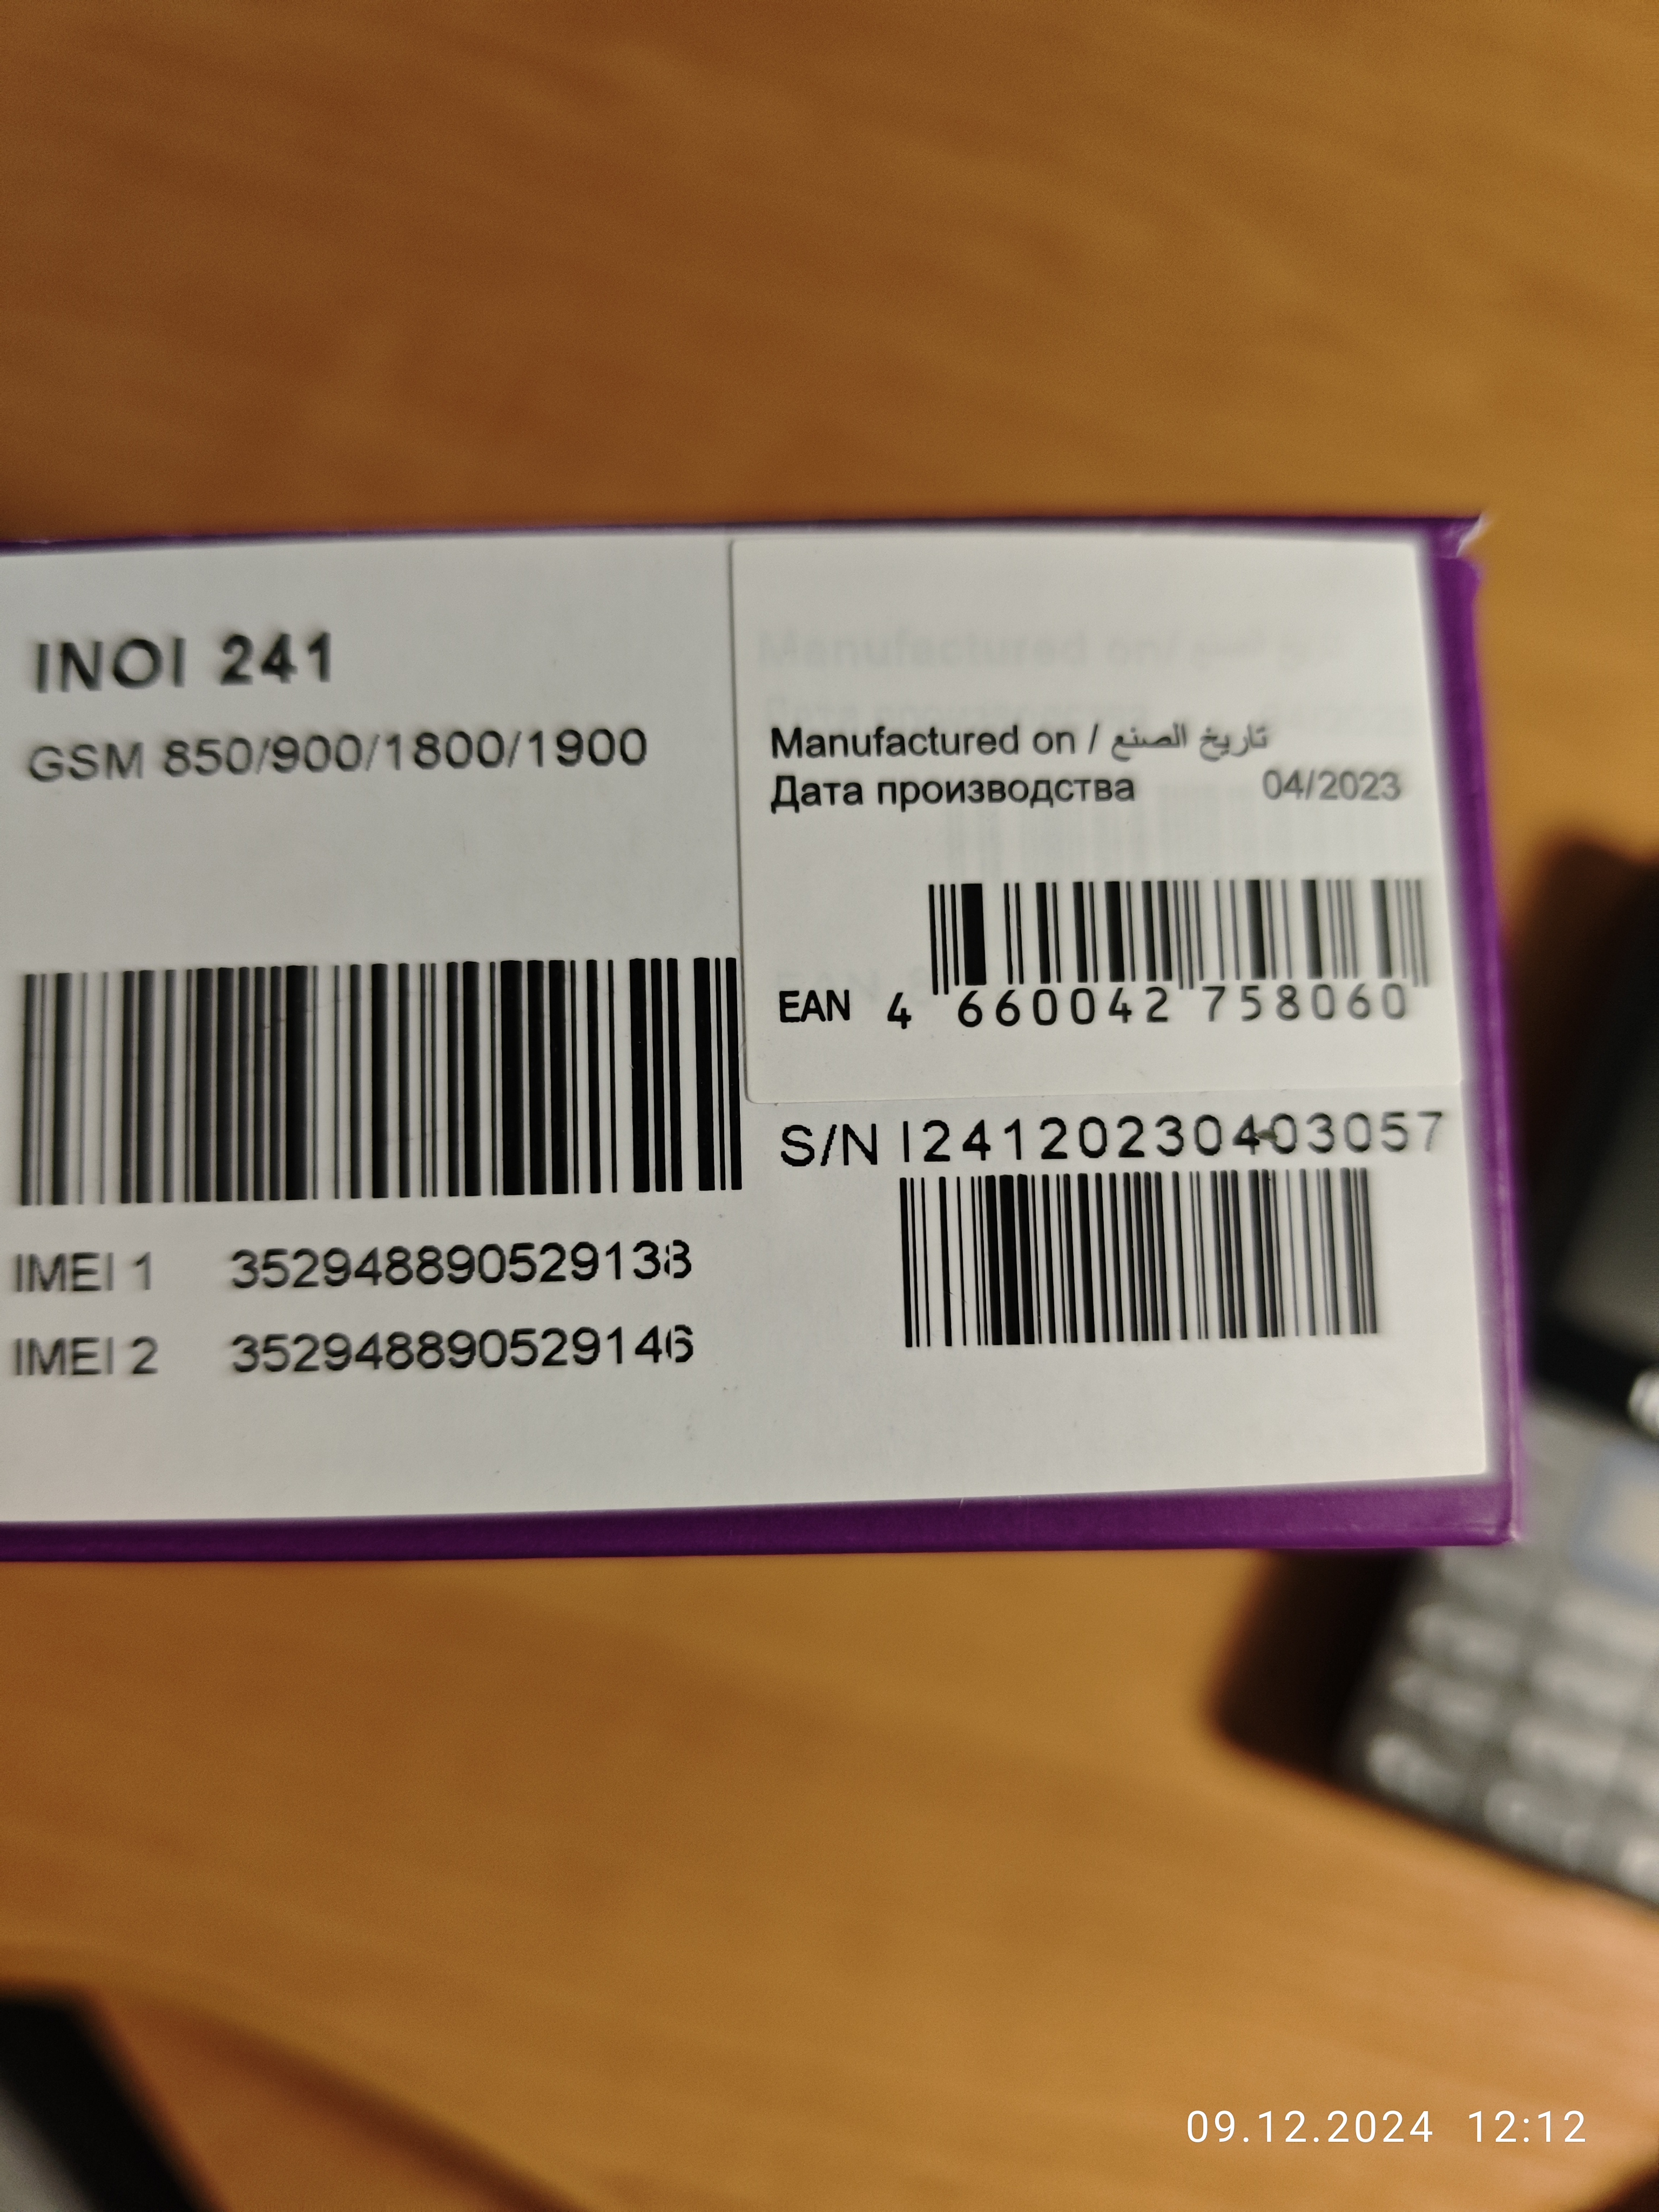 INOI 241
GSM 850/900/1800/1900
IMEI 1 352948890529138
IMEI 2 352948890529146
Manufactured on / تاريخ الصنع
Дата производства 04/2023
EAN 4 660042 758060
S/N I24120230403057
09.12.2024 12:12